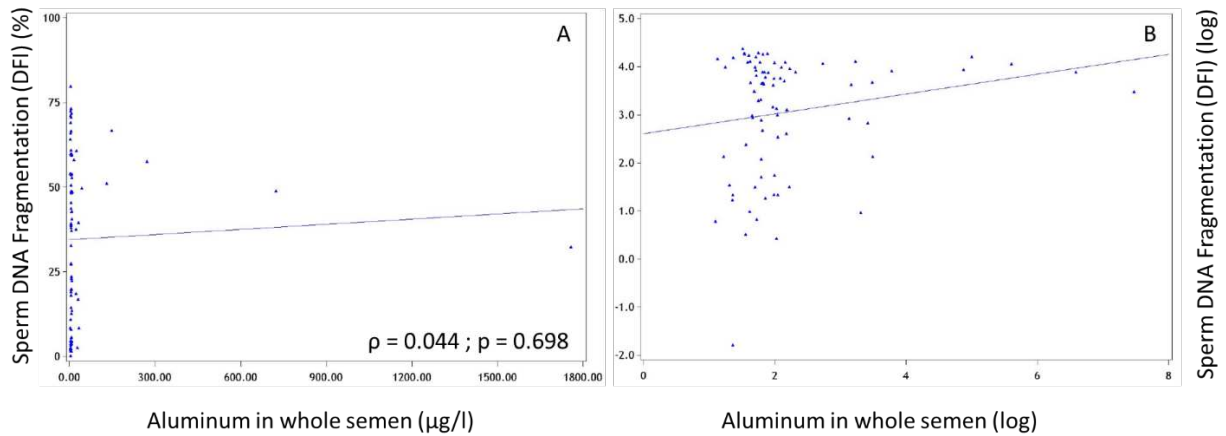 Sperm DNA Fragmentation (DFI) (%)
100
75
50
25
0
A
ρ = 0.044 ; p = 0.698
0.00 300.00 600.00 900.00 1200.00 1500.00 1800.00
Aluminum in whole semen (µg/l)
5.0
4.0
3.0
2.0
1.0
0.0
-1.0
-2.0
B
0 2 4 6 8
Aluminum in whole semen (log)
Sperm DNA Fragmentation (DFI) (log)